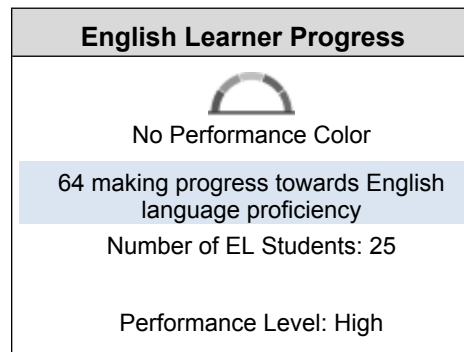 English Learner Progress
No Performance Color
64 making progress towards English
language proficiency
Number of EL Students: 25
Performance Level: High